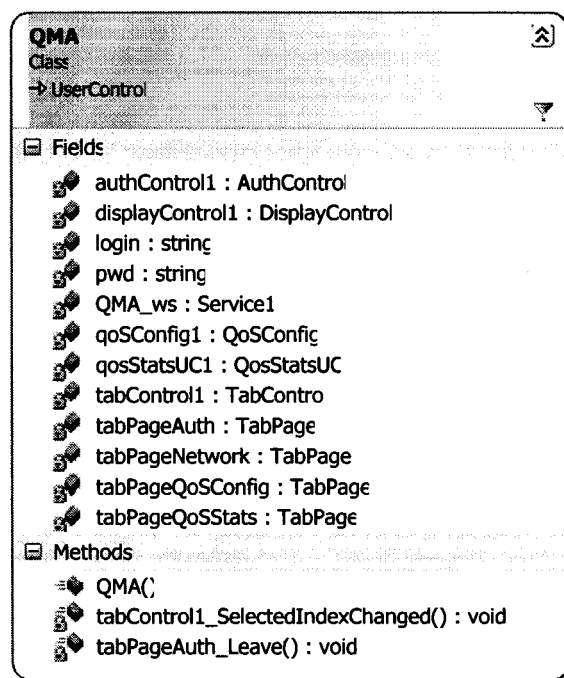 QMA
Class
UserControl
Fields
authControl1 : AuthControl
displayControl1 : DisplayControl
login : string
pwd : string
QMA_ws : Service1
qoSConfig1 : QoSConfig
qosStatsUC1 : QosStatsUC
tabControl1 : TabContro
tabPageAuth : TabPage
tabPageNetwork : TabPage
tabPageQoSConfig : TabPage
tabPageQoSStats : TabPage
Methods
QMA()
tabControl1_SelectedIndexChanged() : void
tabPageAuth_Leave() : void